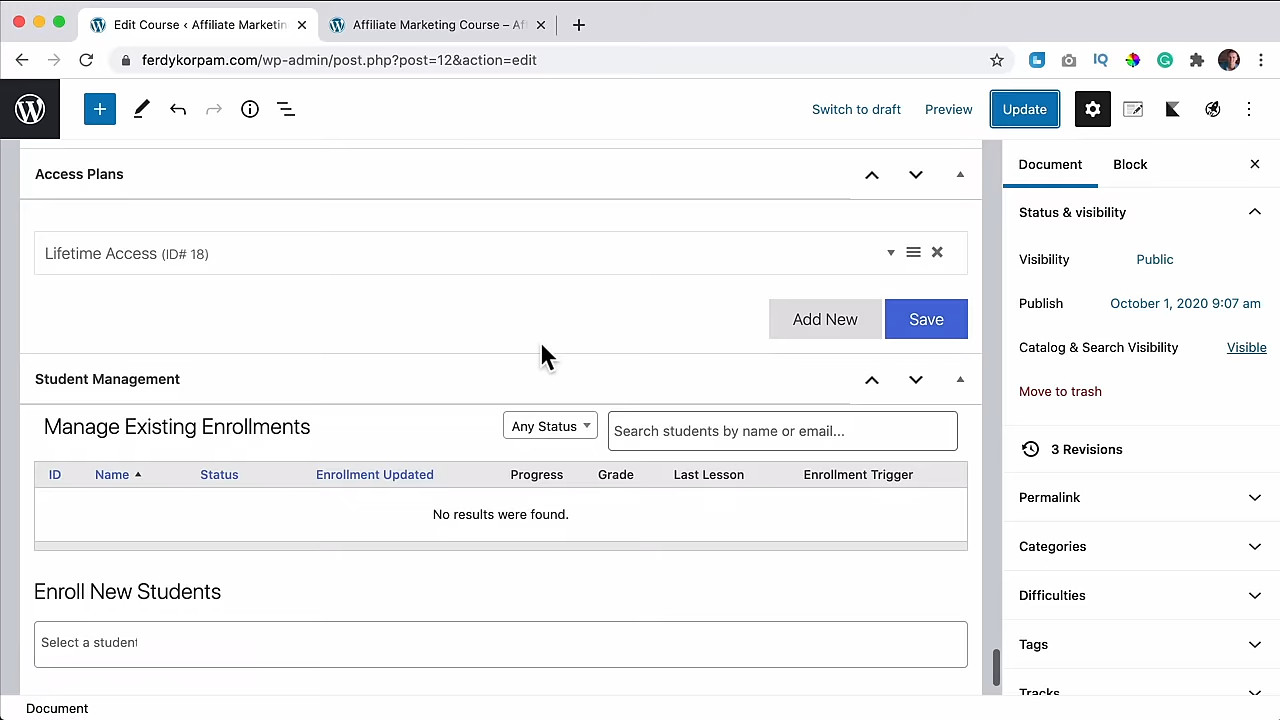 Edit Course ‹ Affiliate Marketin
Affiliate Marketing Course – Af
ferdykorpam.com/wp-admin/post.php?post=12&action=edit
IQ
Switch to draft
Preview
Update
Access Plans
Lifetime Access (ID# 18)
Add New
Save
Student Management
Manage Existing Enrollments
Any Status
Search students by name or email...
ID Name Status Enrollment Updated Progress Grade Last Lesson Enrollment Trigger
No results were found.
Enroll New Students
Select a student
Document
Document
Block
Status & visibility
Visibility
Public
Publish
October 1, 2020 9:07 am
Catalog & Search Visibility
Visible
Move to trash
3 Revisions
Permalink
Categories
Difficulties
Tags
Tracks